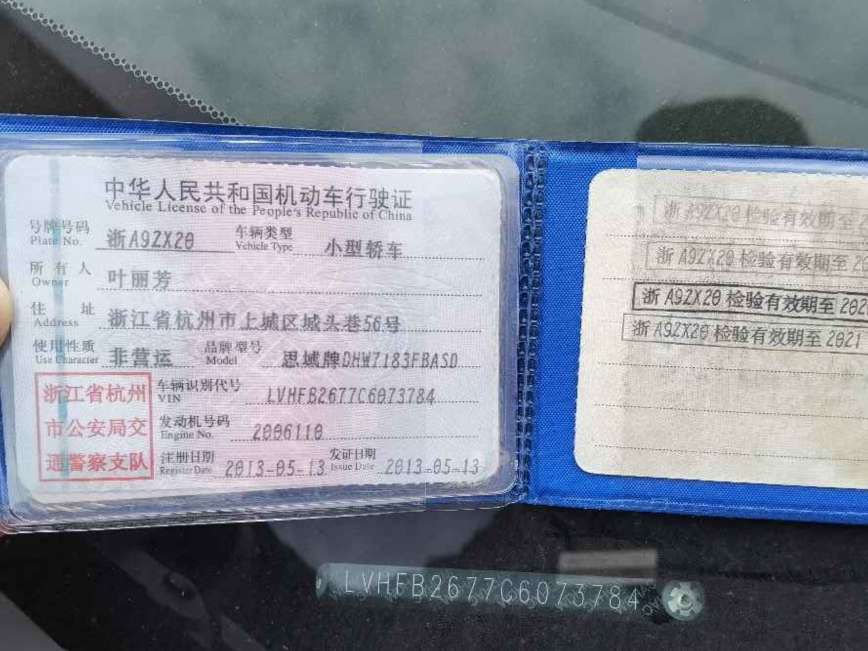 中华人民共和国机动车行驶证
Vehicle License of the People's Republic of China
号牌号码 浙A9ZX20 车辆类型 小型轿车
Plate No. Vehicle Type
所有人 叶丽芳
Owner
住址 浙江省杭州市上城区城头巷56号
Address
使用性质 非营运 品牌型号 思域牌DHW7183FBASD
Use Character Model
浙江省杭州
市公安局交
通警察支队
车辆识别代号 LVHFB2677C6073784
VIN
发动机号码 2006110
Engine No.
注册日期 2013-05-13 发证日期 2013-05-13
Register Date Issue Date
浙A9ZX20检验有效期至20
浙A9ZX20检验有效期至20
浙A9ZX20检验有效期至202
浙A9ZX20检验有效期至2021
LVHFB2677C6073784